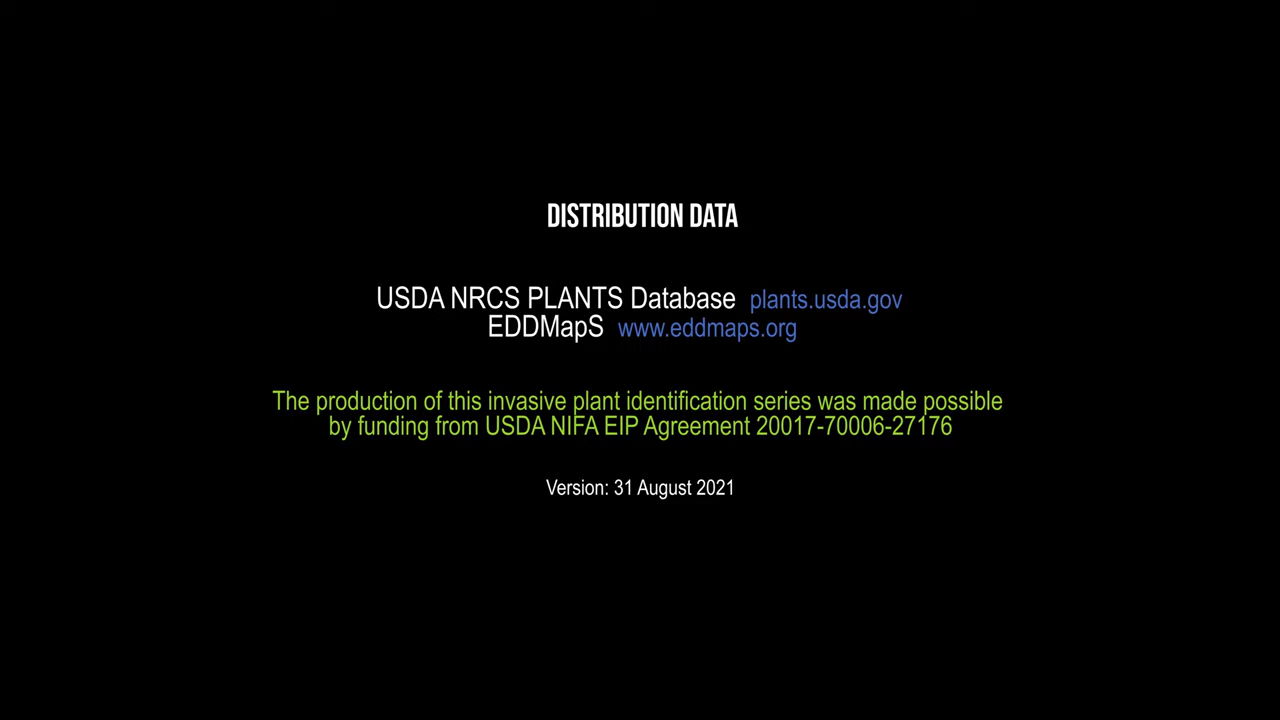 DISTRIBUTION DATA
USDA NRCS PLANTS Database plants.usda.gov
EDDMapS www.eddmaps.org
The production of this invasive plant identification series was made possible
by funding from USDA NIFA EIP Agreement 20017-70006-27176
Version: 31 August 2021